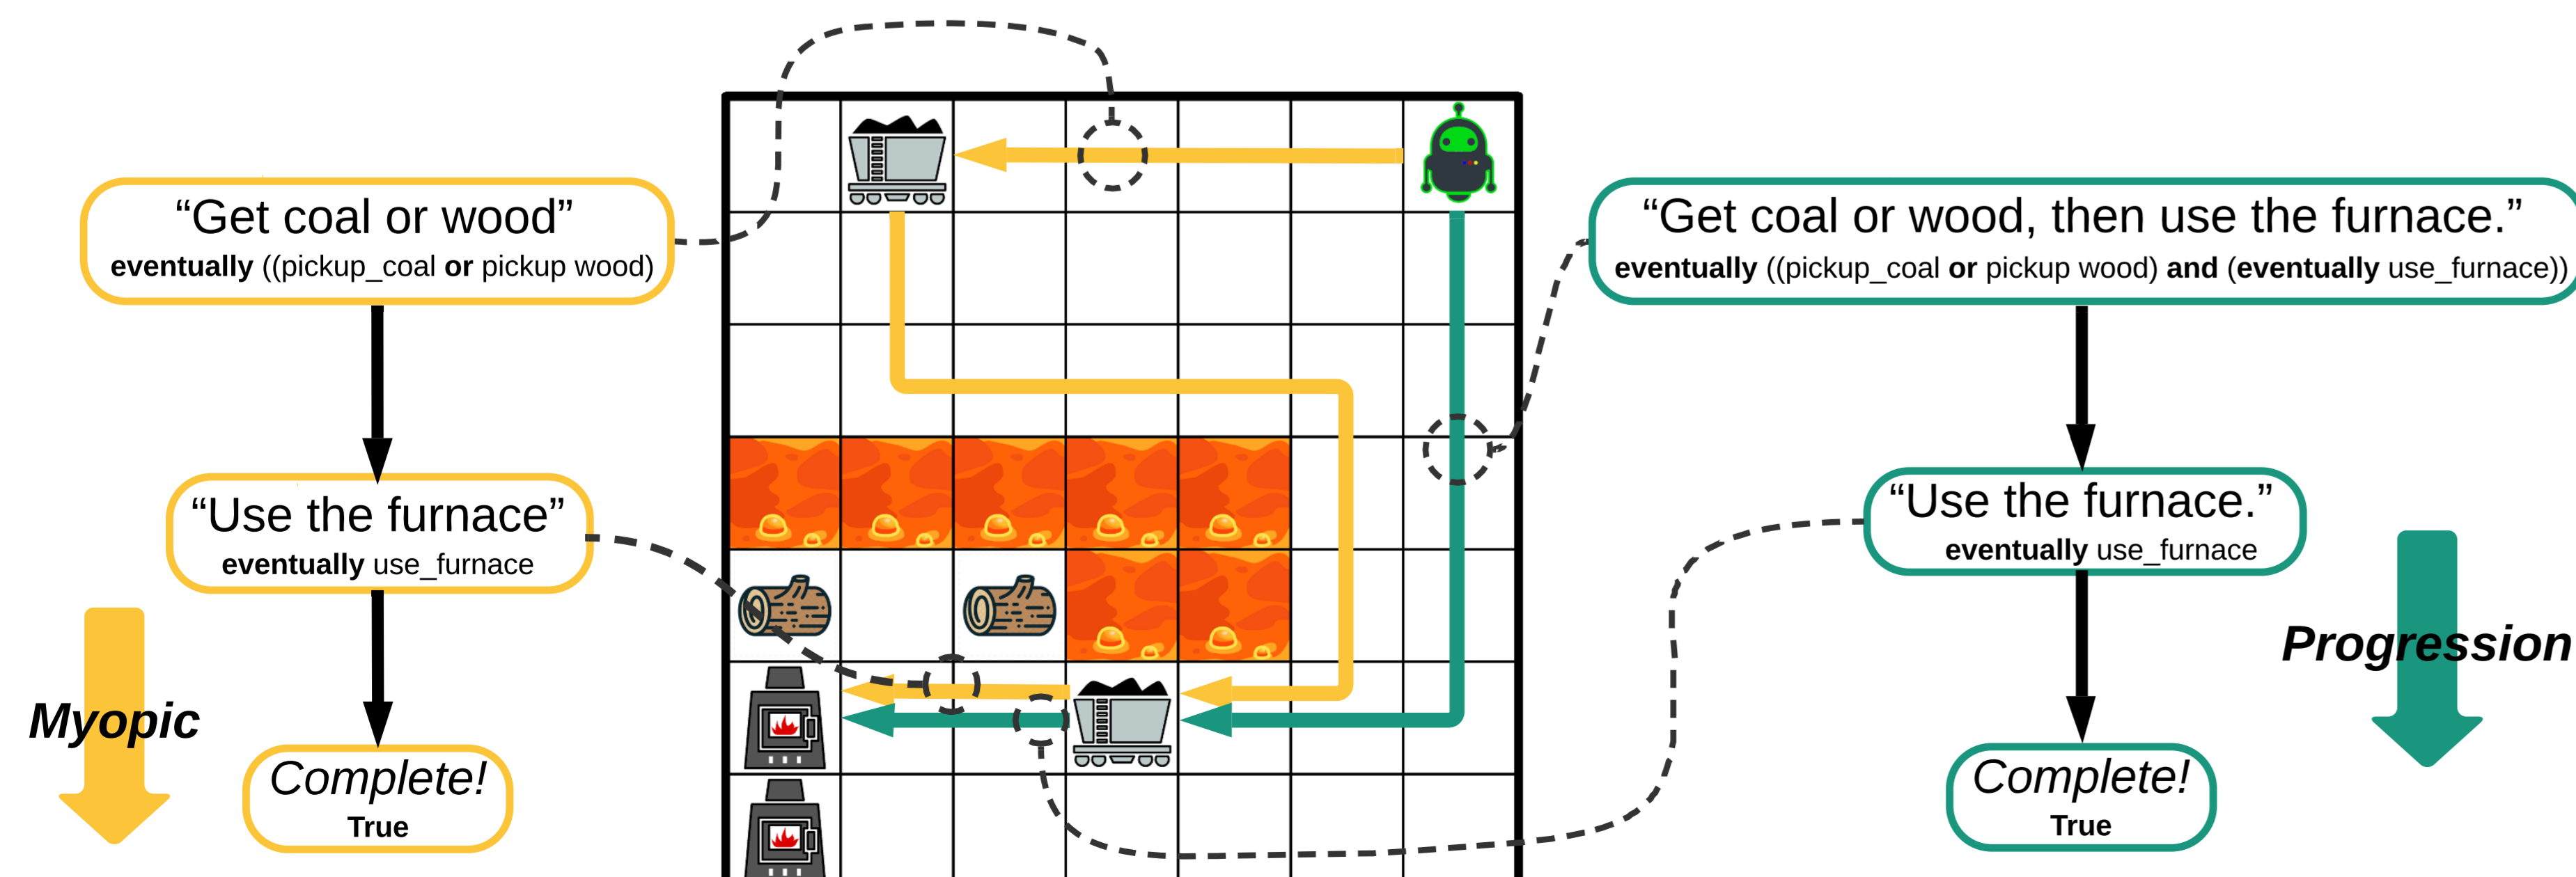 “Get coal or wood”
eventually ((pickup_coal or pickup wood)
“Use the furnace”
eventually use_furnace
Myopic
Complete!
True
“Get coal or wood, then use the furnace.”
eventually ((pickup_coal or pickup wood) and (eventually use_furnace))
“Use the furnace.”
eventually use_furnace
Progression
Complete!
True